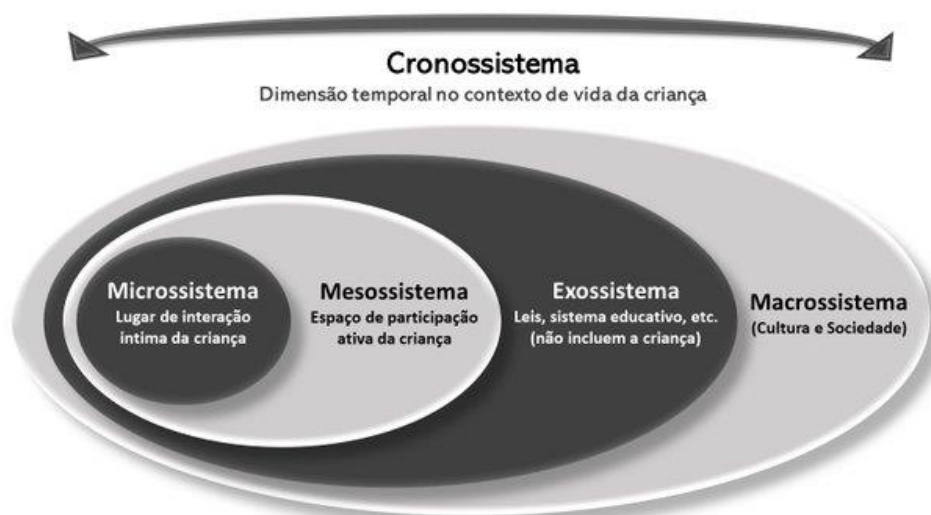 Cronossistema
Dimensão temporal no contexto de vida da criança
Microssistema
Lugar de interação
íntima da criança
Mesossistema
Espaço de participação
ativa da criança
Exossistema
Leis, sistema educativo, etc.
(não incluem a criança)
Macrossistema
(Cultura e Sociedade)